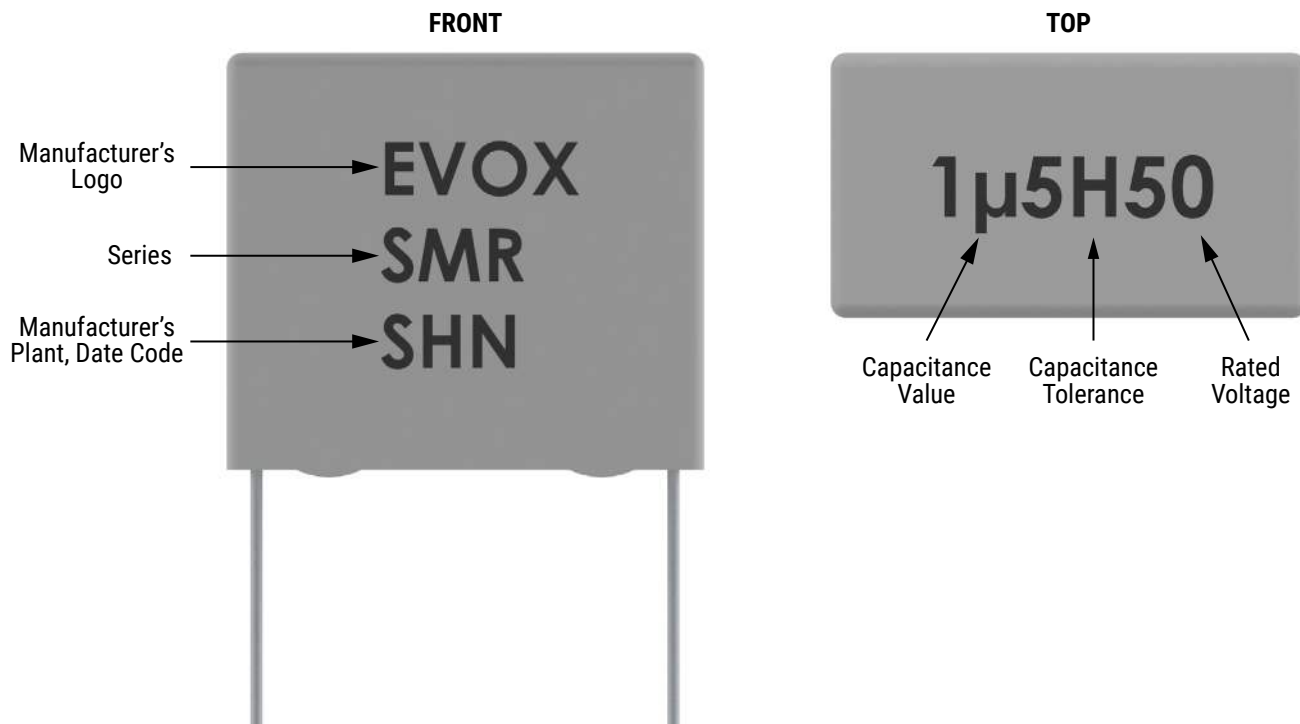 FRONT
TOP
Manufacturer’s
Logo
EVOX
Series
SMR
Manufacturer’s
Plant, Date Code
SHN
1µ5H50
Capacitance
Value
Capacitance
Tolerance
Rated
Voltage